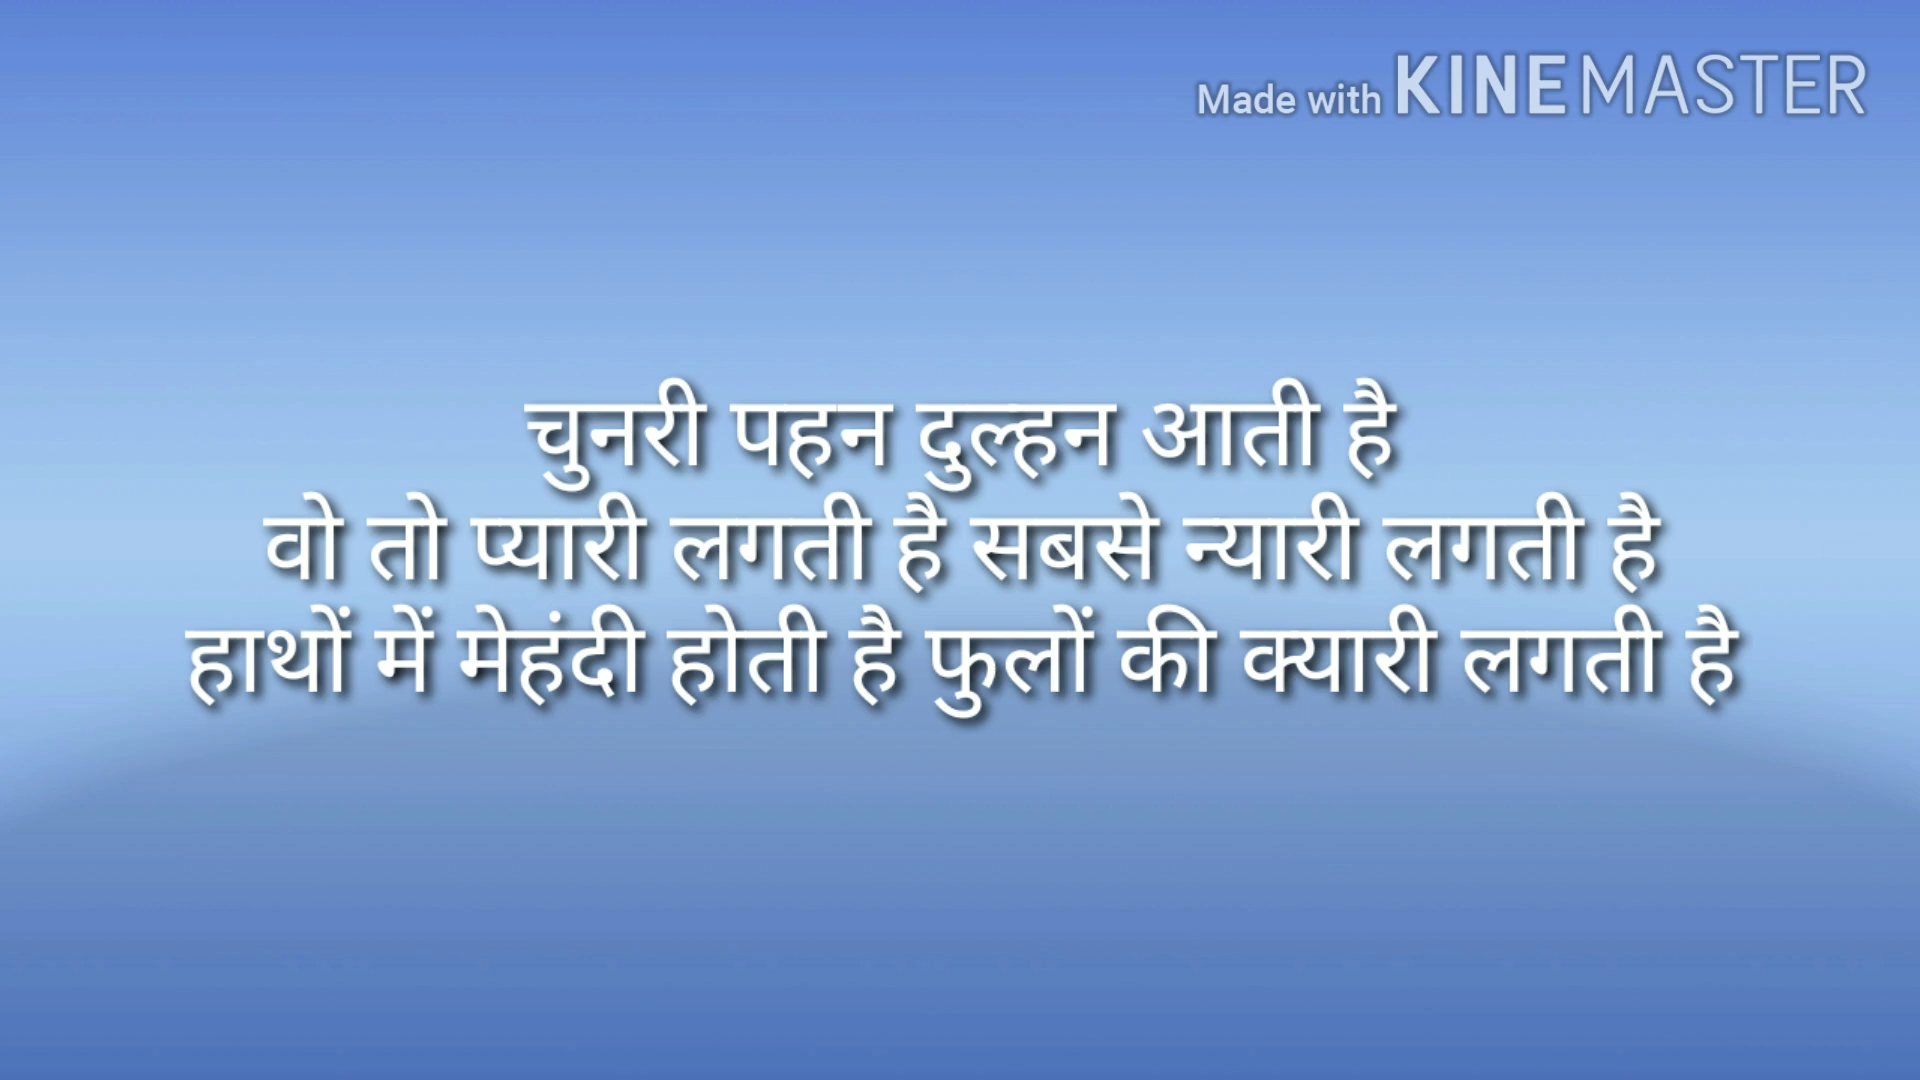 Made with KINEMASTER
चुनरी पहन दुल्हन आती है
वो तो प्यारी लगती है सबसे न्यारी लगती है
हाथों में मेहंदी होती है फुलों की क्यारी लगती है